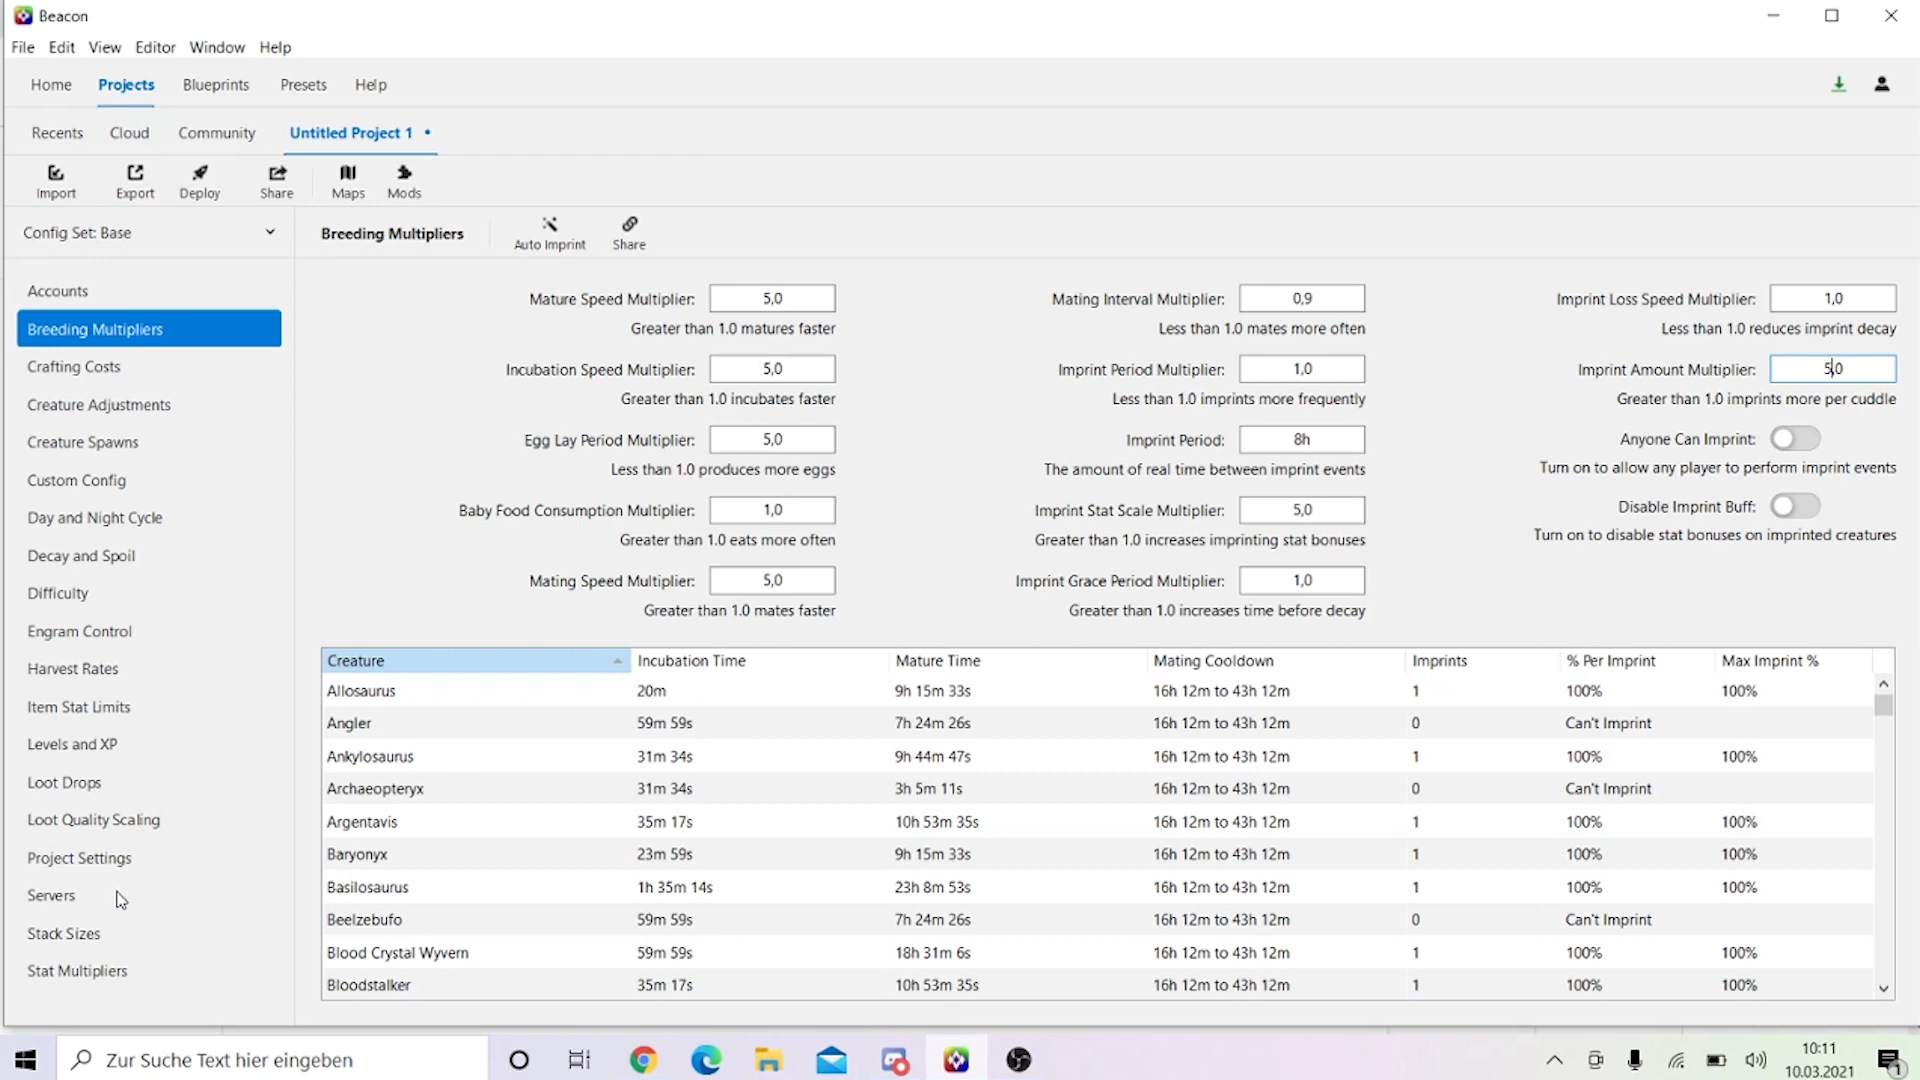 Beacon
File Edit View Editor Window Help
Home Projects Blueprints Presets Help
Recents Cloud Community Untitled Project 1 •
Import Export Deploy Share Maps Mods
Config Set: Base
Breeding Multipliers Auto Imprint Share
Accounts
Breeding Multipliers
Crafting Costs
Creature Adjustments
Creature Spawns
Custom Config
Day and Night Cycle
Decay and Spoil
Difficulty
Engram Control
Harvest Rates
Item Stat Limits
Levels and XP
Loot Drops
Loot Quality Scaling
Project Settings
Servers
Stack Sizes
Stat Multipliers
Mature Speed Multiplier: 5,0
Greater than 1.0 matures faster
Incubation Speed Multiplier: 5,0
Greater than 1.0 incubates faster
Egg Lay Period Multiplier: 5,0
Less than 1.0 produces more eggs
Baby Food Consumption Multiplier: 1,0
Greater than 1.0 eats more often
Mating Speed Multiplier: 5,0
Greater than 1.0 mates faster
Mating Interval Multiplier: 0,9
Less than 1.0 mates more often
Imprint Period Multiplier: 1,0
Less than 1.0 imprints more frequently
Imprint Period: 8h
The amount of real time between imprint events
Imprint Stat Scale Multiplier: 5,0
Greater than 1.0 increases imprinting stat bonuses
Imprint Grace Period Multiplier: 1,0
Greater than 1.0 increases time before decay
Imprint Loss Speed Multiplier: 1,0
Less than 1.0 reduces imprint decay
Imprint Amount Multiplier: 5,0
Greater than 1.0 imprints more per cuddle
Anyone Can Imprint:
Turn on to allow any player to perform imprint events
Disable Imprint Buff:
Turn on to disable stat bonuses on imprinted creatures
Creature Incubation Time Mature Time Mating Cooldown Imprints % Per Imprint Max Imprint %
Allosaurus 20m 9h 15m 33s 16h 12m to 43h 12m 1 100% 100%
Angler 59m 59s 7h 24m 26s 16h 12m to 43h 12m 0 Can't Imprint
Ankylosaurus 31m 34s 9h 44m 47s 16h 12m to 43h 12m 1 100% 100%
Archaeopteryx 31m 34s 3h 5m 11s 16h 12m to 43h 12m 0 Can't Imprint
Argentavis 35m 17s 10h 53m 35s 16h 12m to 43h 12m 1 100% 100%
Baryonyx 23m 59s 9h 15m 33s 16h 12m to 43h 12m 1 100% 100%
Basilosaurus 1h 35m 14s 23h 8m 53s 16h 12m to 43h 12m 1 100% 100%
Beelzebufo 59m 59s 7h 24m 26s 16h 12m to 43h 12m 0 Can't Imprint
Blood Crystal Wyvern 59m 59s 18h 31m 6s 16h 12m to 43h 12m 1 100% 100%
Bloodstalker 35m 17s 10h 53m 35s 16h 12m to 43h 12m 1 100% 100%
Zur Suche Text hier eingeben
10:11
10.03.2021
1